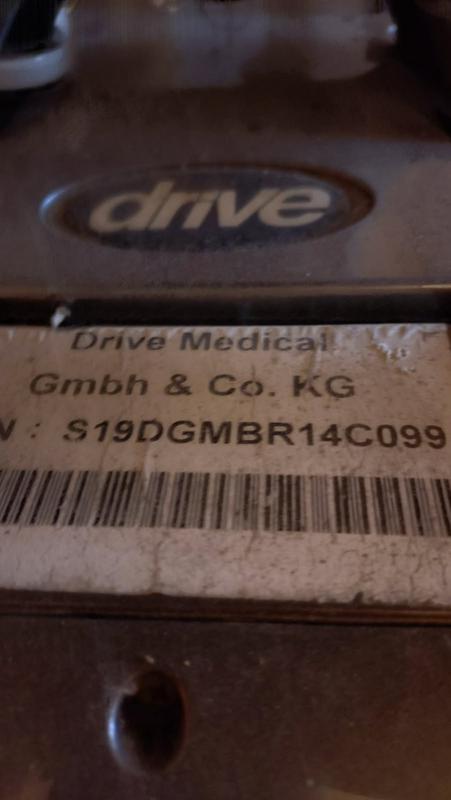 drive
Drive Medical
Gmbh & Co. KG
N : S19DGMBR14C099